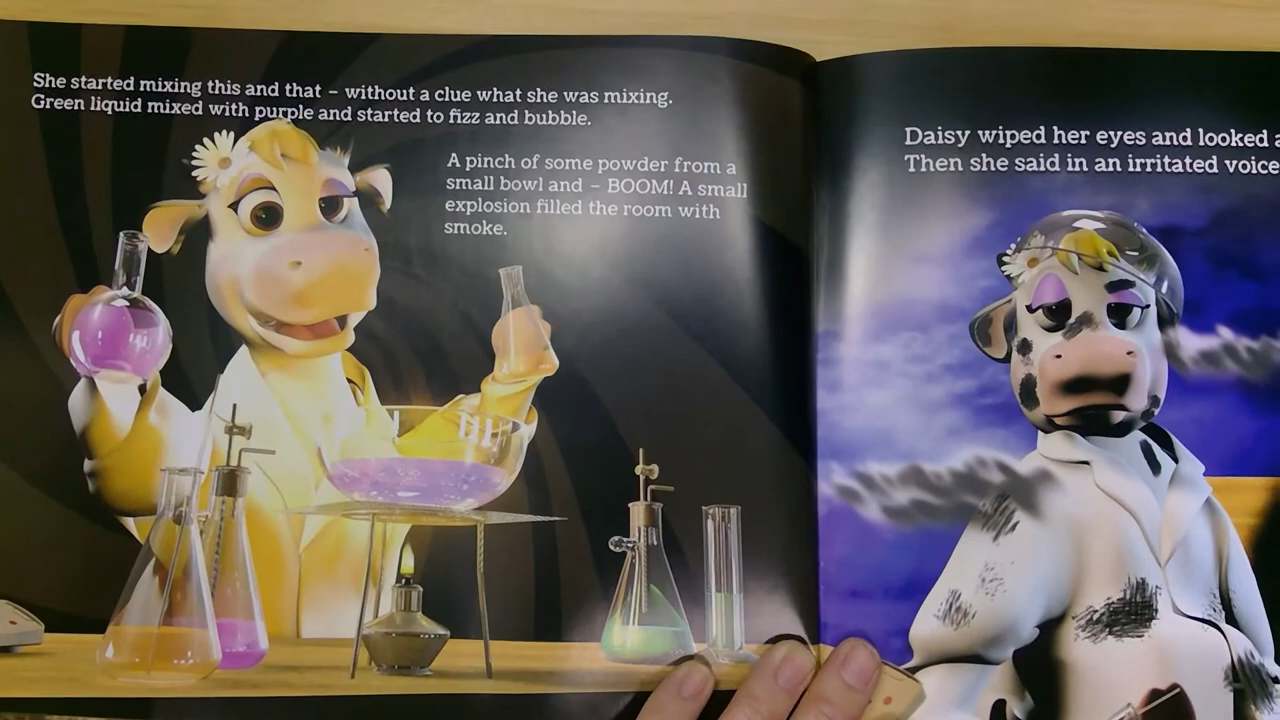 She started mixing this and that – without a clue what she was mixing.
Green liquid mixed with purple and started to fizz and bubble.
A pinch of some powder from a
small bowl and – BOOM! A small
explosion filled the room with
smoke.
Daisy wiped her eyes and looked
Then she said in an irritated voice